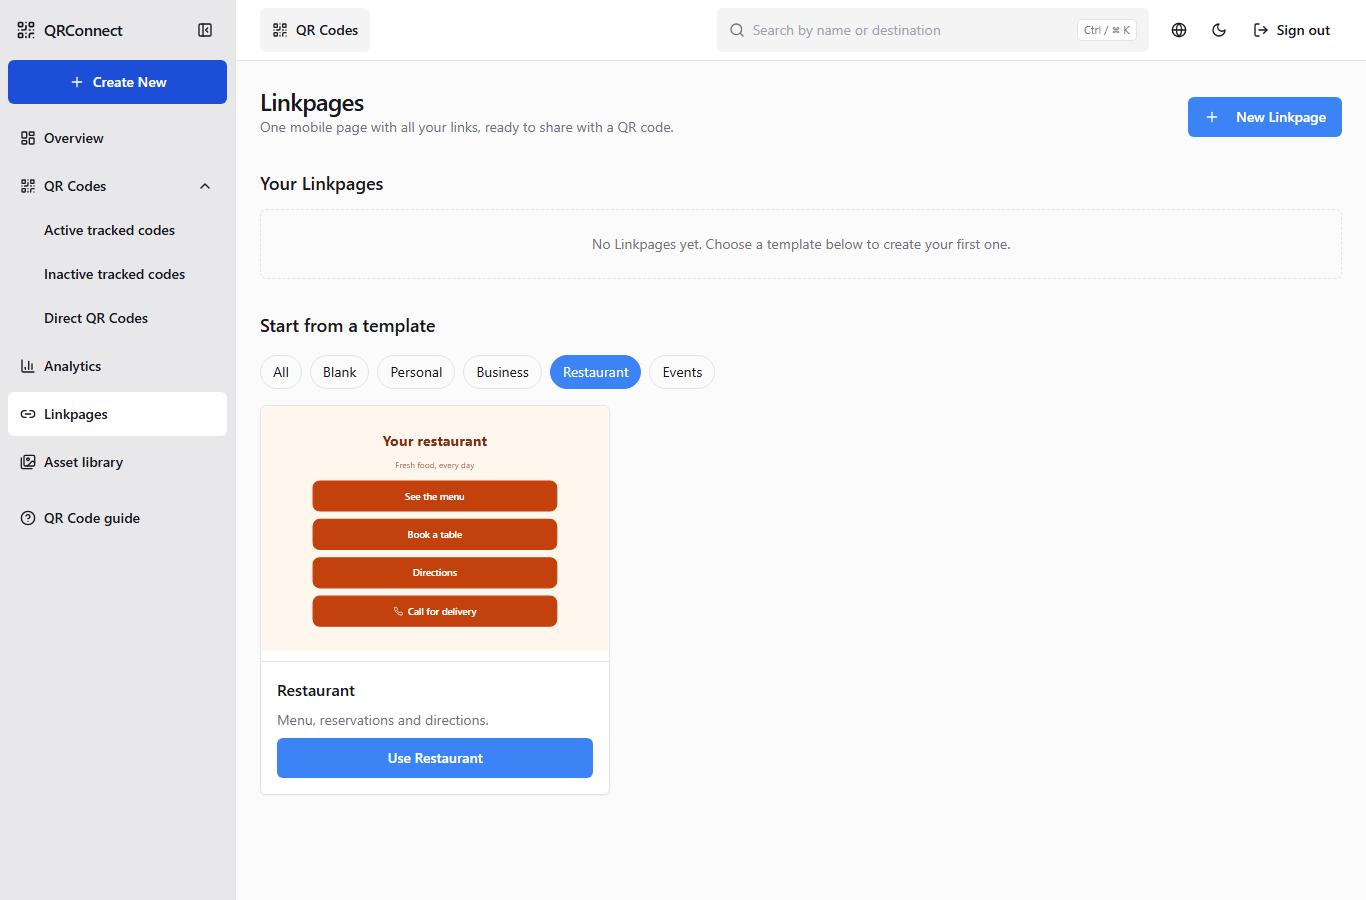 QRConnect
QR Codes
Search by name or destination
Ctrl / ⌘ K
Sign out
Create New
Overview
QR Codes
Active tracked codes
Inactive tracked codes
Direct QR Codes
Analytics
Linkpages
Asset library
QR Code guide
Linkpages
One mobile page with all your links, ready to share with a QR code.
New Linkpage
Your Linkpages
No Linkpages yet. Choose a template below to create your first one.
Start from a template
All
Blank
Personal
Business
Restaurant
Events
Your restaurant
Fresh food, every day
See the menu
Book a table
Directions
Call for delivery
Restaurant
Menu, reservations and directions.
Use Restaurant